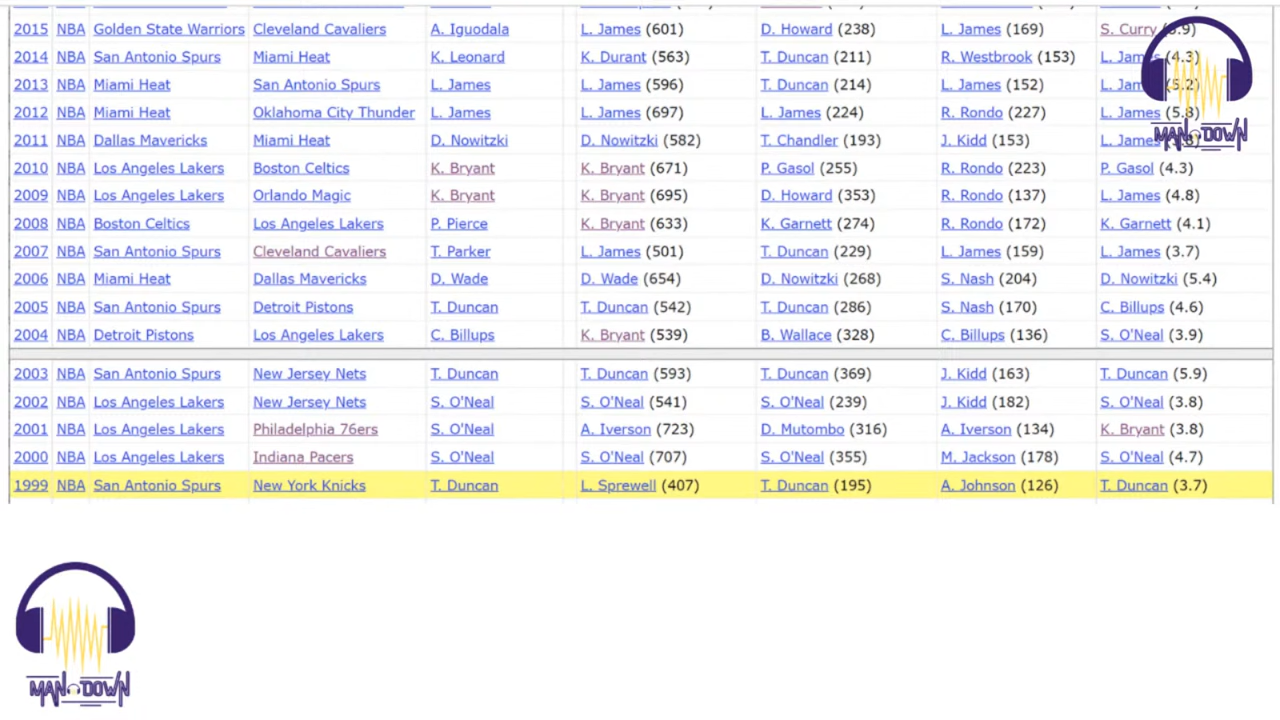 2015 NBA Golden State Warriors Cleveland Cavaliers A. Iguodala L. James (601) D. Howard (238) L. James (169) S. Curry
2014 NBA San Antonio Spurs Miami Heat K. Leonard K. Durant (563) T. Duncan (211) R. Westbrook (153) L. James (4.3)
2013 NBA Miami Heat San Antonio Spurs L. James L. James (596) T. Duncan (214) L. James (152) L. James (5.2)
2012 NBA Miami Heat Oklahoma City Thunder L. James L. James (697) L. James (224) R. Rondo (227) L. James (5.8)
2011 NBA Dallas Mavericks Miami Heat D. Nowitzki D. Nowitzki (582) T. Chandler (193) J. Kidd (153) L. James
2010 NBA Los Angeles Lakers Boston Celtics K. Bryant K. Bryant (671) P. Gasol (255) R. Rondo (223) P. Gasol (4.3)
2009 NBA Los Angeles Lakers Orlando Magic K. Bryant K. Bryant (695) D. Howard (353) R. Rondo (137) L. James (4.8)
2008 NBA Boston Celtics Los Angeles Lakers P. Pierce K. Bryant (633) K. Garnett (274) R. Rondo (172) K. Garnett (4.1)
2007 NBA San Antonio Spurs Cleveland Cavaliers T. Parker L. James (501) T. Duncan (229) L. James (159) L. James (3.7)
2006 NBA Miami Heat Dallas Mavericks D. Wade D. Wade (654) D. Nowitzki (268) S. Nash (204) D. Nowitzki (5.4)
2005 NBA San Antonio Spurs Detroit Pistons T. Duncan T. Duncan (542) T. Duncan (286) S. Nash (170) C. Billups (4.6)
2004 NBA Detroit Pistons Los Angeles Lakers C. Billups K. Bryant (539) B. Wallace (328) C. Billups (136) S. O'Neal (3.9)
2003 NBA San Antonio Spurs New Jersey Nets T. Duncan T. Duncan (593) T. Duncan (369) J. Kidd (163) T. Duncan (5.9)
2002 NBA Los Angeles Lakers New Jersey Nets S. O'Neal S. O'Neal (541) S. O'Neal (239) J. Kidd (182) S. O'Neal (3.8)
2001 NBA Los Angeles Lakers Philadelphia 76ers S. O'Neal A. Iverson (723) D. Mutombo (316) A. Iverson (134) K. Bryant (3.8)
2000 NBA Los Angeles Lakers Indiana Pacers S. O'Neal S. O'Neal (707) S. O'Neal (355) M. Jackson (178) S. O'Neal (4.7)
1999 NBA San Antonio Spurs New York Knicks T. Duncan L. Sprewell (407) T. Duncan (195) A. Johnson (126) T. Duncan (3.7)
MAN DOWN
MAN DOWN